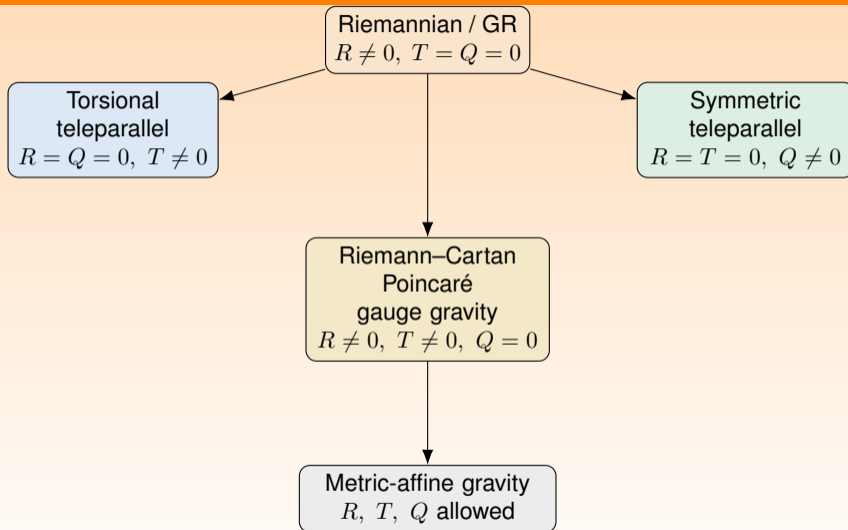 Riemannian / GR
R ≠ 0, T = Q = 0
Torsional
teleparallel
R = Q = 0, T ≠ 0
Symmetric
teleparallel
R = T = 0, Q ≠ 0
Riemann–Cartan
Poincaré
gauge gravity
R ≠ 0, T ≠ 0, Q = 0
Metric-affine gravity
R, T, Q allowed